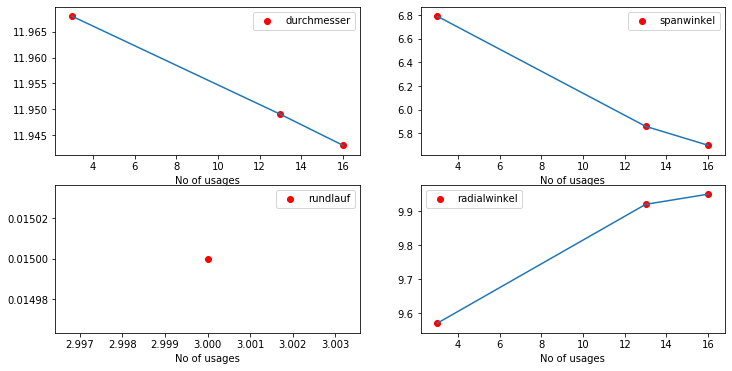 durchmesser
11.965
11.960
11.955
11.950
11.945
4 6 8 10 12 14 16
No of usages
spanwinkel
6.8
6.6
6.4
6.2
6.0
5.8
4 6 8 10 12 14 16
No of usages
rundlauf
0.01502
0.01500
0.01498
2.997 2.998 2.999 3.000 3.001 3.002 3.003
No of usages
radialwinkel
9.9
9.8
9.7
9.6
4 6 8 10 12 14 16
No of usages